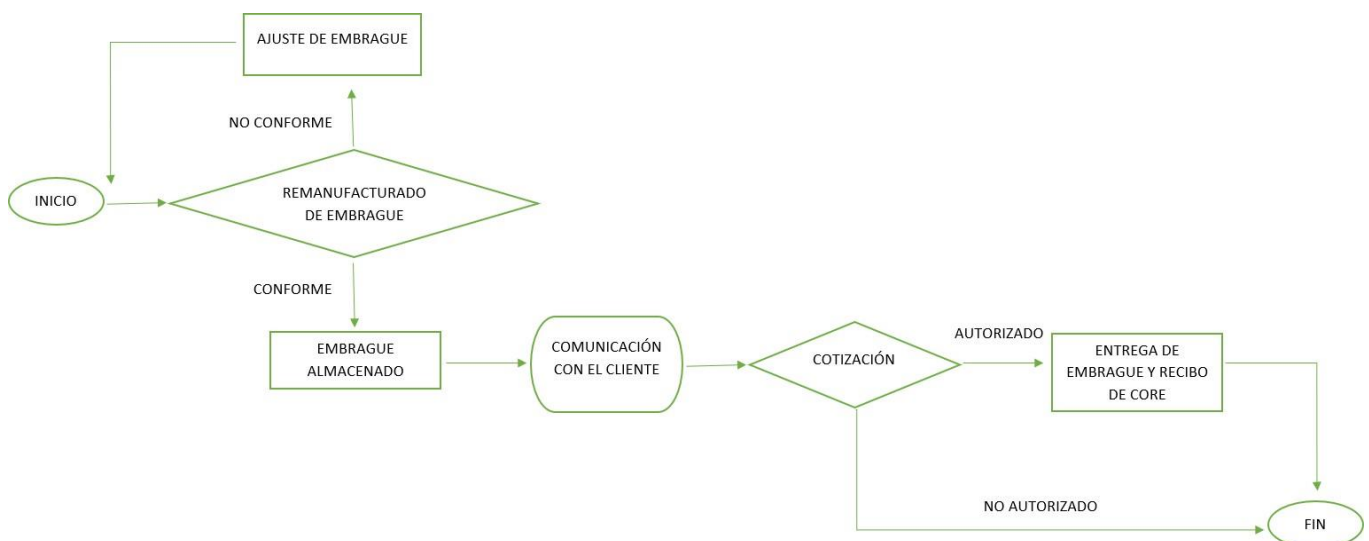 AJUSTE DE EMBRAGUE
NO CONFORME
INICIO
REMANUFACTURADO
DE EMBRAGUE
CONFORME
EMBRAGUE
ALMACENADO
COMUNICACIÓN
CON EL CLIENTE
COTIZACIÓN
AUTORIZADO
ENTREGA DE
EMBRAGUE Y RECIBO
DE CORE
NO AUTORIZADO
FIN